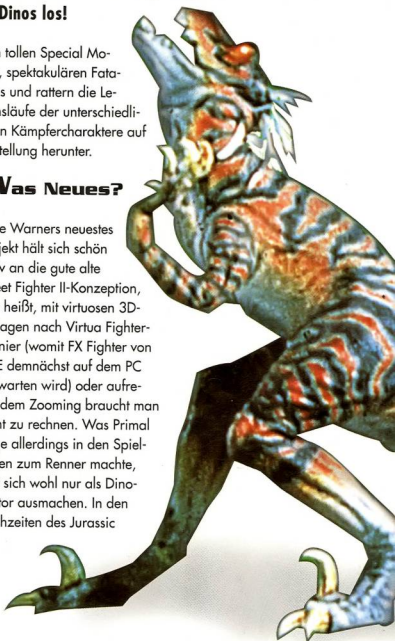 Dinos los!
tollen Special Mo-
, spektakulären Fata-
s und rattern die Le-
nsläufe der unterschiedli-
n Kämpfercharaktere auf
tellung herunter.
Was Neues?
e Warners neuestes
jekt hält sich schön
v an die gute alte
eet Fighter II-Konzeption,
heißt, mit virtuosen 3D-
agen nach Virtua Fighter-
nier (womit FX Fighter von
E demnächst auf dem PC
warten wird) oder aufre-
dem Zooming braucht man
t zu rechnen. Was Primal
e allerdings in den Spiel-
en zum Renner machte,
sich wohl nur als Dino-
tor ausmachen. In den
hzeiten des Jurassic